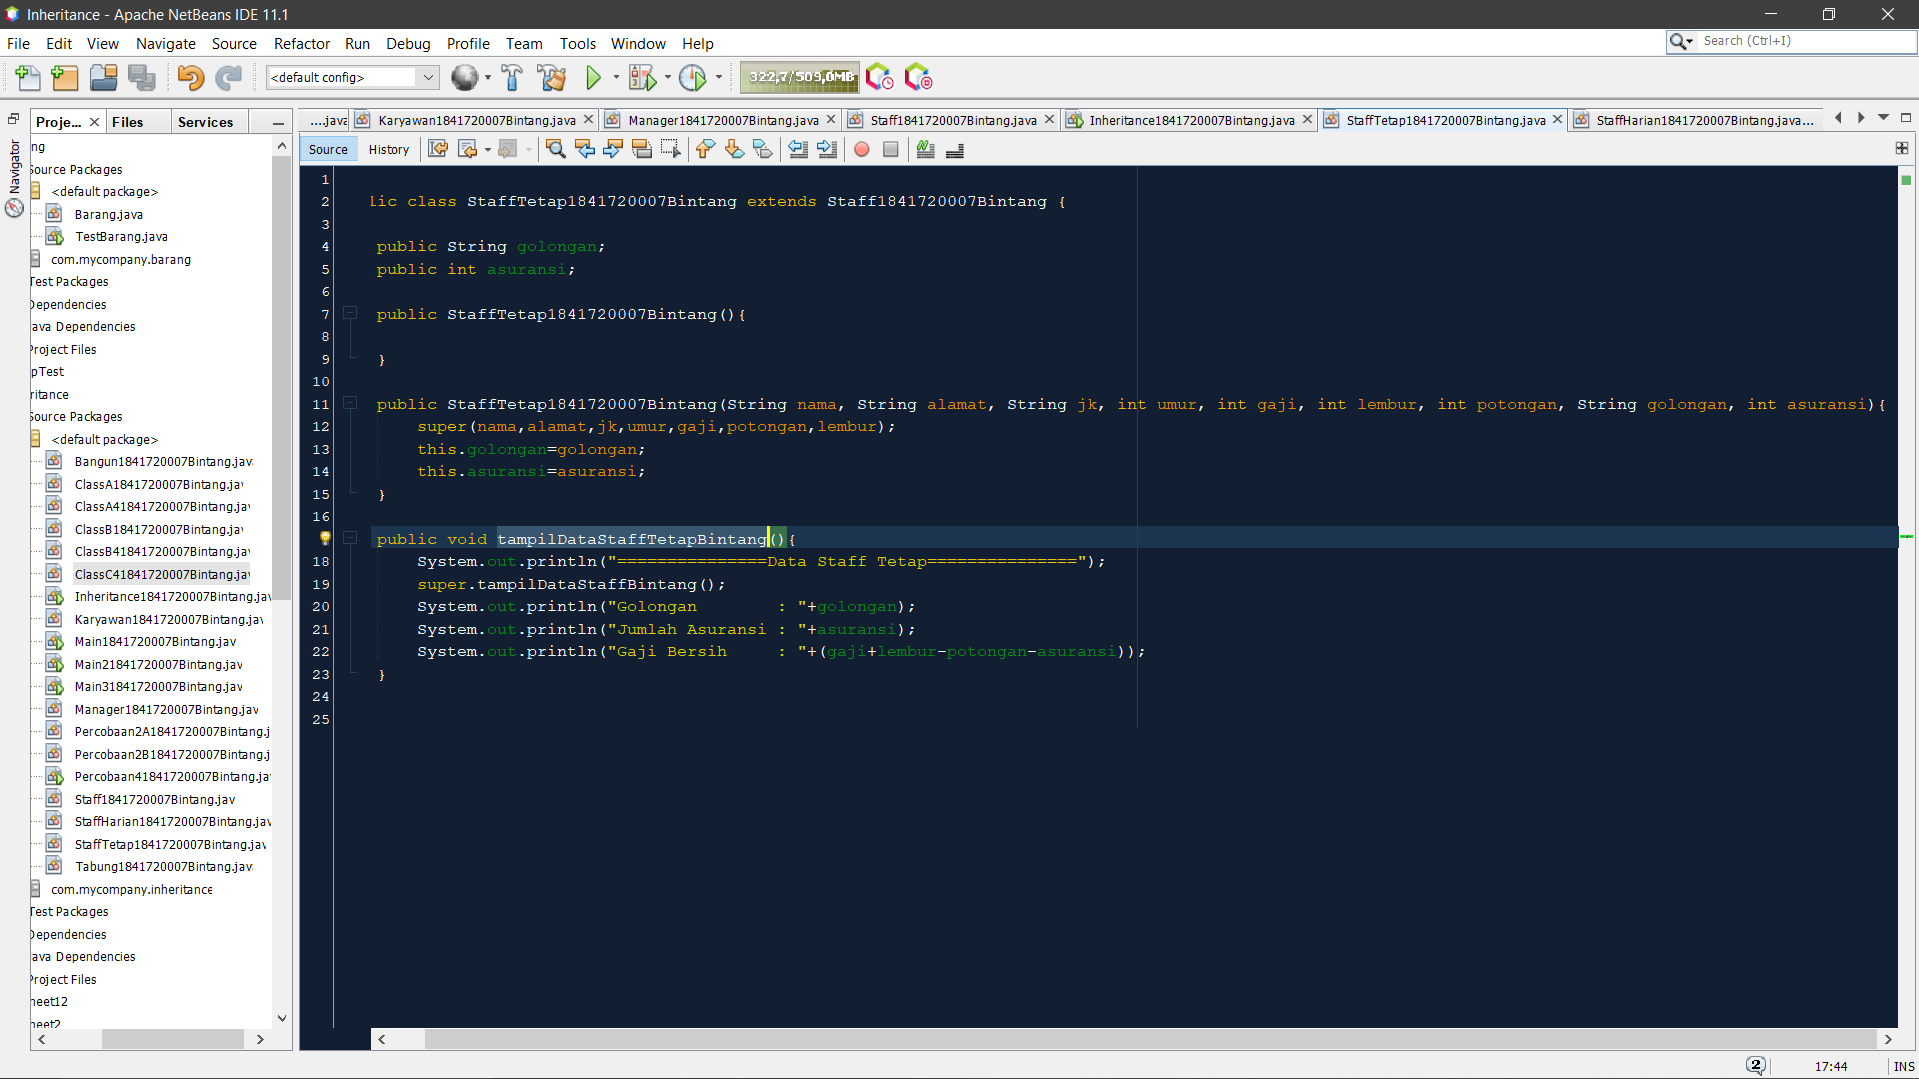 Inheritance - Apache NetBeans IDE 11.1
File Edit View Navigate Source Refactor Run Debug Profile Team Tools Window Help
Search (Ctrl+I)
<default config>
322,7/509,0MB
Proje... Files Services
....java Karyawan1841720007Bintang.java Manager1841720007Bintang.java Staff1841720007Bintang.java Inheritance1841720007Bintang.java StaffTetap1841720007Bintang.java StaffHarian1841720007Bintang.java...
Source History
Navigator
ng
Source Packages
<default package>
Barang.java
TestBarang.java
com.mycompany.barang
Test Packages
Dependencies
ava Dependencies
Project Files
pTest
ritance
Source Packages
<default package>
Bangun1841720007Bintang.jav
ClassA1841720007Bintang.jav
ClassA41841720007Bintang.jav
ClassB1841720007Bintang.jav
ClassB41841720007Bintang.jav
ClassC41841720007Bintang.jav
Inheritance1841720007Bintang.jav
Karyawan1841720007Bintang.jav
Main1841720007Bintang.jav
Main21841720007Bintang.jav
Main31841720007Bintang.jav
Manager1841720007Bintang.jav
Percobaan2A1841720007Bintang.j
Percobaan2B1841720007Bintang.j
Percobaan41841720007Bintang.jav
Staff1841720007Bintang.jav
StaffHarian1841720007Bintang.jav
StaffTetap1841720007Bintang.jav
Tabung1841720007Bintang.jav
com.mycompany.inheritance
Test Packages
Dependencies
ava Dependencies
Project Files
heet12
heet2
1
2 lic class StaffTetap1841720007Bintang extends Staff1841720007Bintang {
3
4 public String golongan;
5 public int asuransi;
6
7 public StaffTetap1841720007Bintang(){
8
9 }
10
11 public StaffTetap1841720007Bintang(String nama, String alamat, String jk, int umur, int gaji, int lembur, int potongan, String golongan, int asuransi){
12 super(nama,alamat,jk,umur,gaji,potongan,lembur);
13 this.golongan=golongan;
14 this.asuransi=asuransi;
15 }
16
public void tampilDataStaffTetapBintang(){
18 System.out.println("===============Data Staff Tetap===============");
19 super.tampilDataStaffBintang();
20 System.out.println("Golongan        : "+golongan);
21 System.out.println("Jumlah Asuransi : "+asuransi);
22 System.out.println("Gaji Bersih     : "+(gaji+lembur-potongan-asuransi));
23 }
24
25
2 17:44 INS